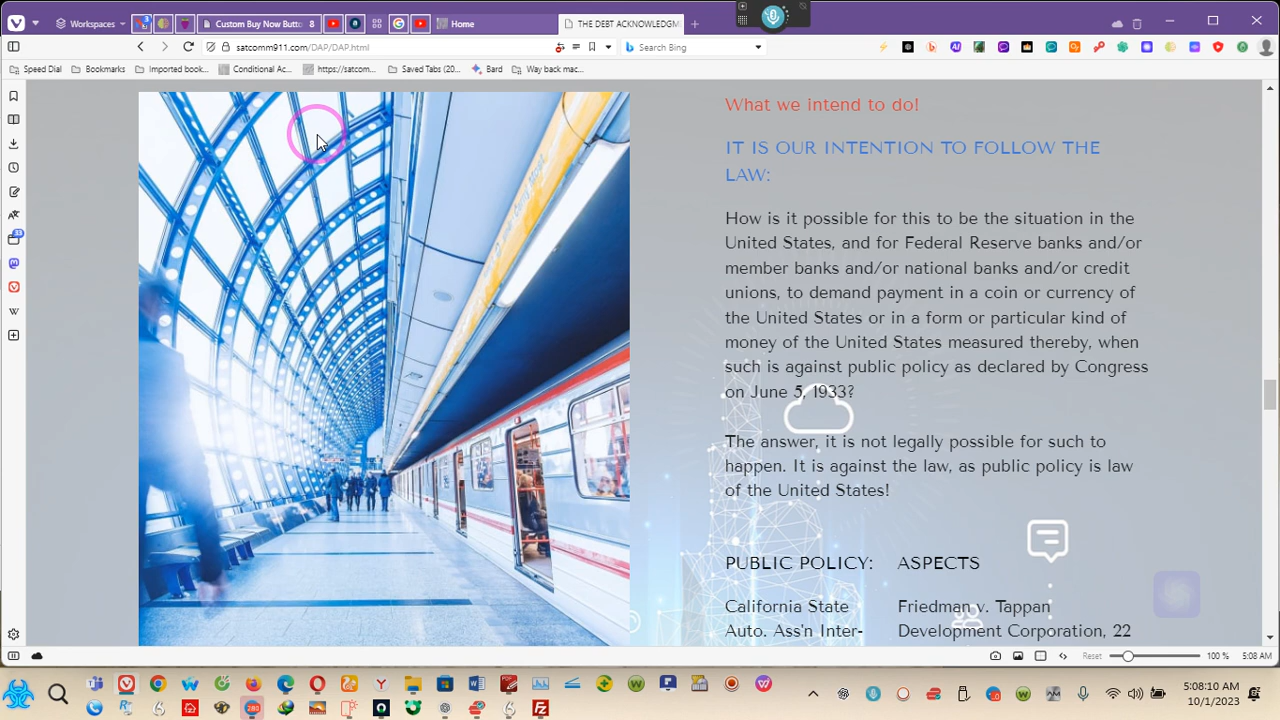 Workspaces
3
Custom Buy Now Butto
8
Home
THE DEBT ACKNOWLEDGM
satcomm911.com/DAP/DAP.html
Search Bing
Speed Dial
Bookmarks
Imported book...
Conditional Ac...
https://satcom...
Saved Tabs (20...
Bard
Way back mac...
What we intend to do!
IT IS OUR INTENTION TO FOLLOW THE
LAW:
How is it possible for this to be the situation in the
United States, and for Federal Reserve banks and/or
member banks and/or national banks and/or credit
unions, to demand payment in a coin or currency of
the United States or in a form or particular kind of
money of the United States measured thereby, when
such is against public policy as declared by Congress
on June 5, 1933?
The answer, it is not legally possible for such to
happen. It is against the law, as public policy is law
of the United States!
PUBLIC POLICY:
ASPECTS
California State
Auto. Ass'n Inter-
Friedman v. Tappan
Development Corporation, 22
33
Reset
100 %
5:08 AM
280
5:08:10 AM
10/1/2023